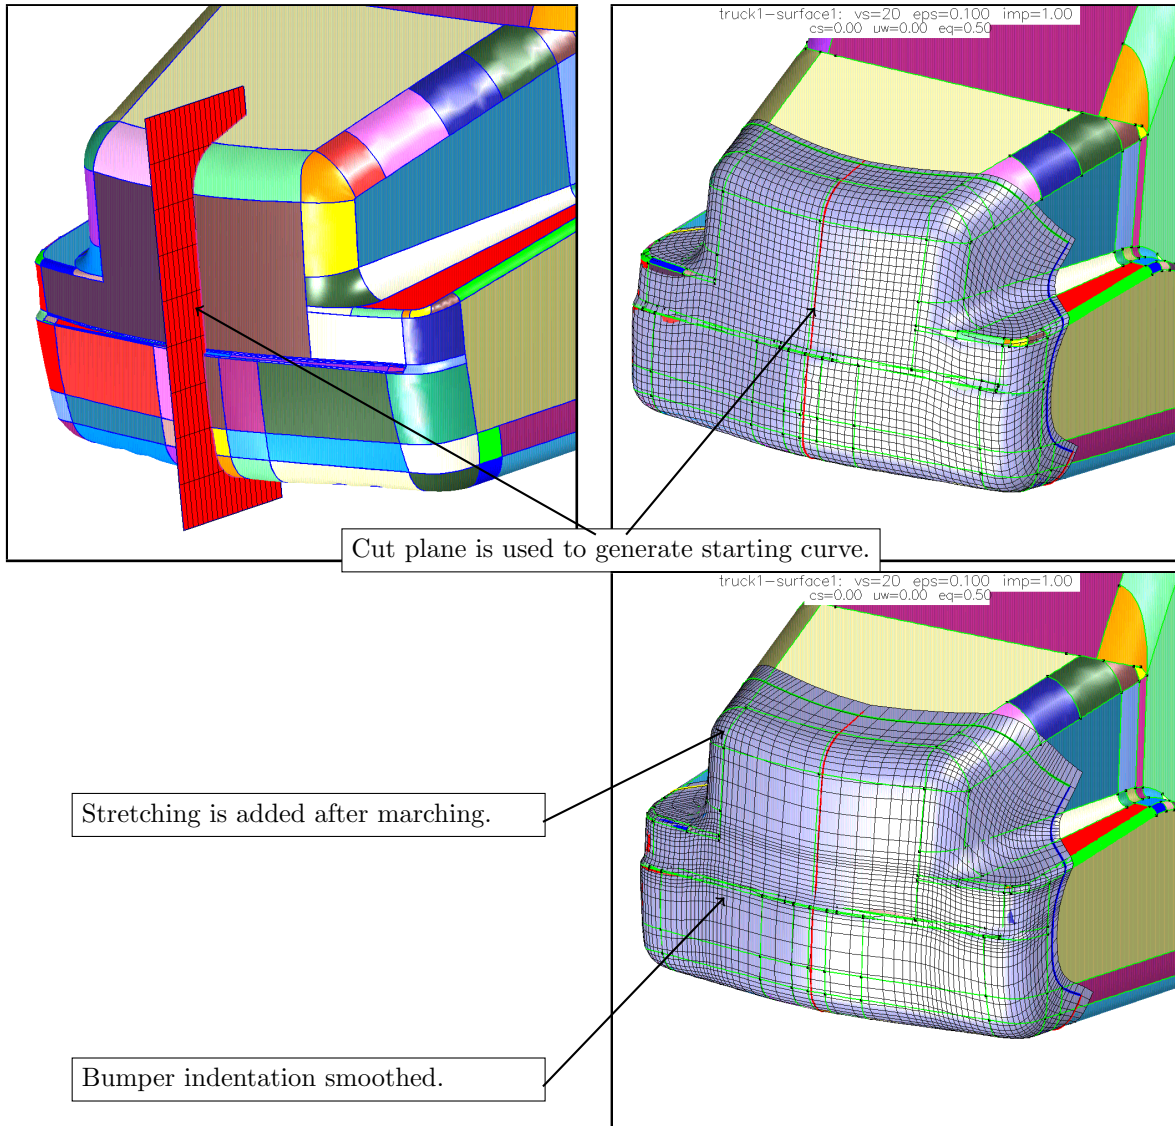 truck1-surface1: vs=20 eps=0.100 imp=1.00
cs=0.00 uw=0.00 eq=0.50
Cut plane is used to generate starting curve.
truck1-surface1: vs=20 eps=0.100 imp=1.00
cs=0.00 uw=0.00 eq=0.50
Stretching is added after marching.
Bumper indentation smoothed.